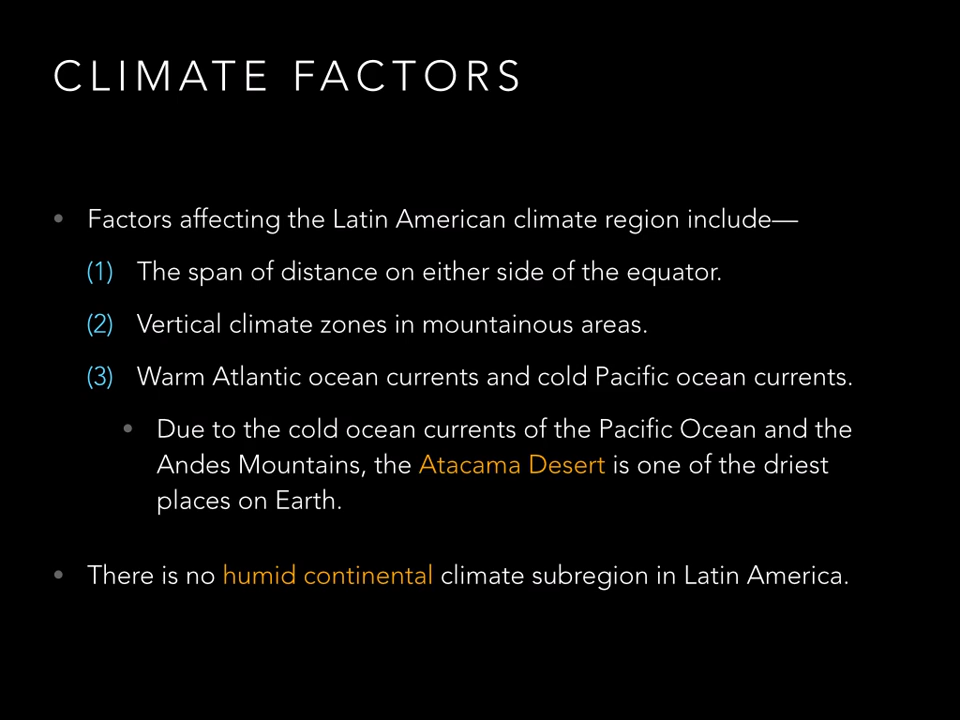 CLIMATE FACTORS
• Factors affecting the Latin American climate region include—
(1) The span of distance on either side of the equator.
(2) Vertical climate zones in mountainous areas.
(3) Warm Atlantic ocean currents and cold Pacific ocean currents.
• Due to the cold ocean currents of the Pacific Ocean and the
Andes Mountains, the Atacama Desert is one of the driest
places on Earth.
• There is no humid continental climate subregion in Latin America.